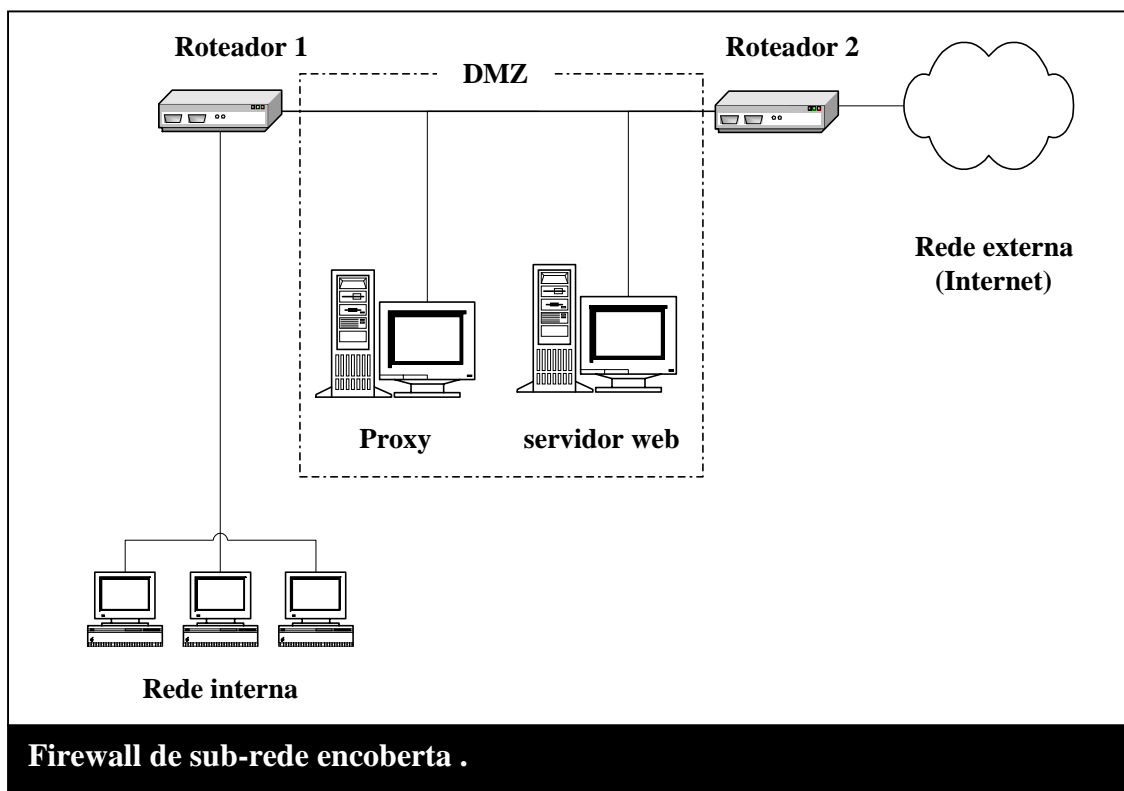 Roteador 1
Roteador 2
DMZ
Rede externa
(Internet)
Proxy
servidor web
Rede interna
Firewall de sub-rede encoberta .